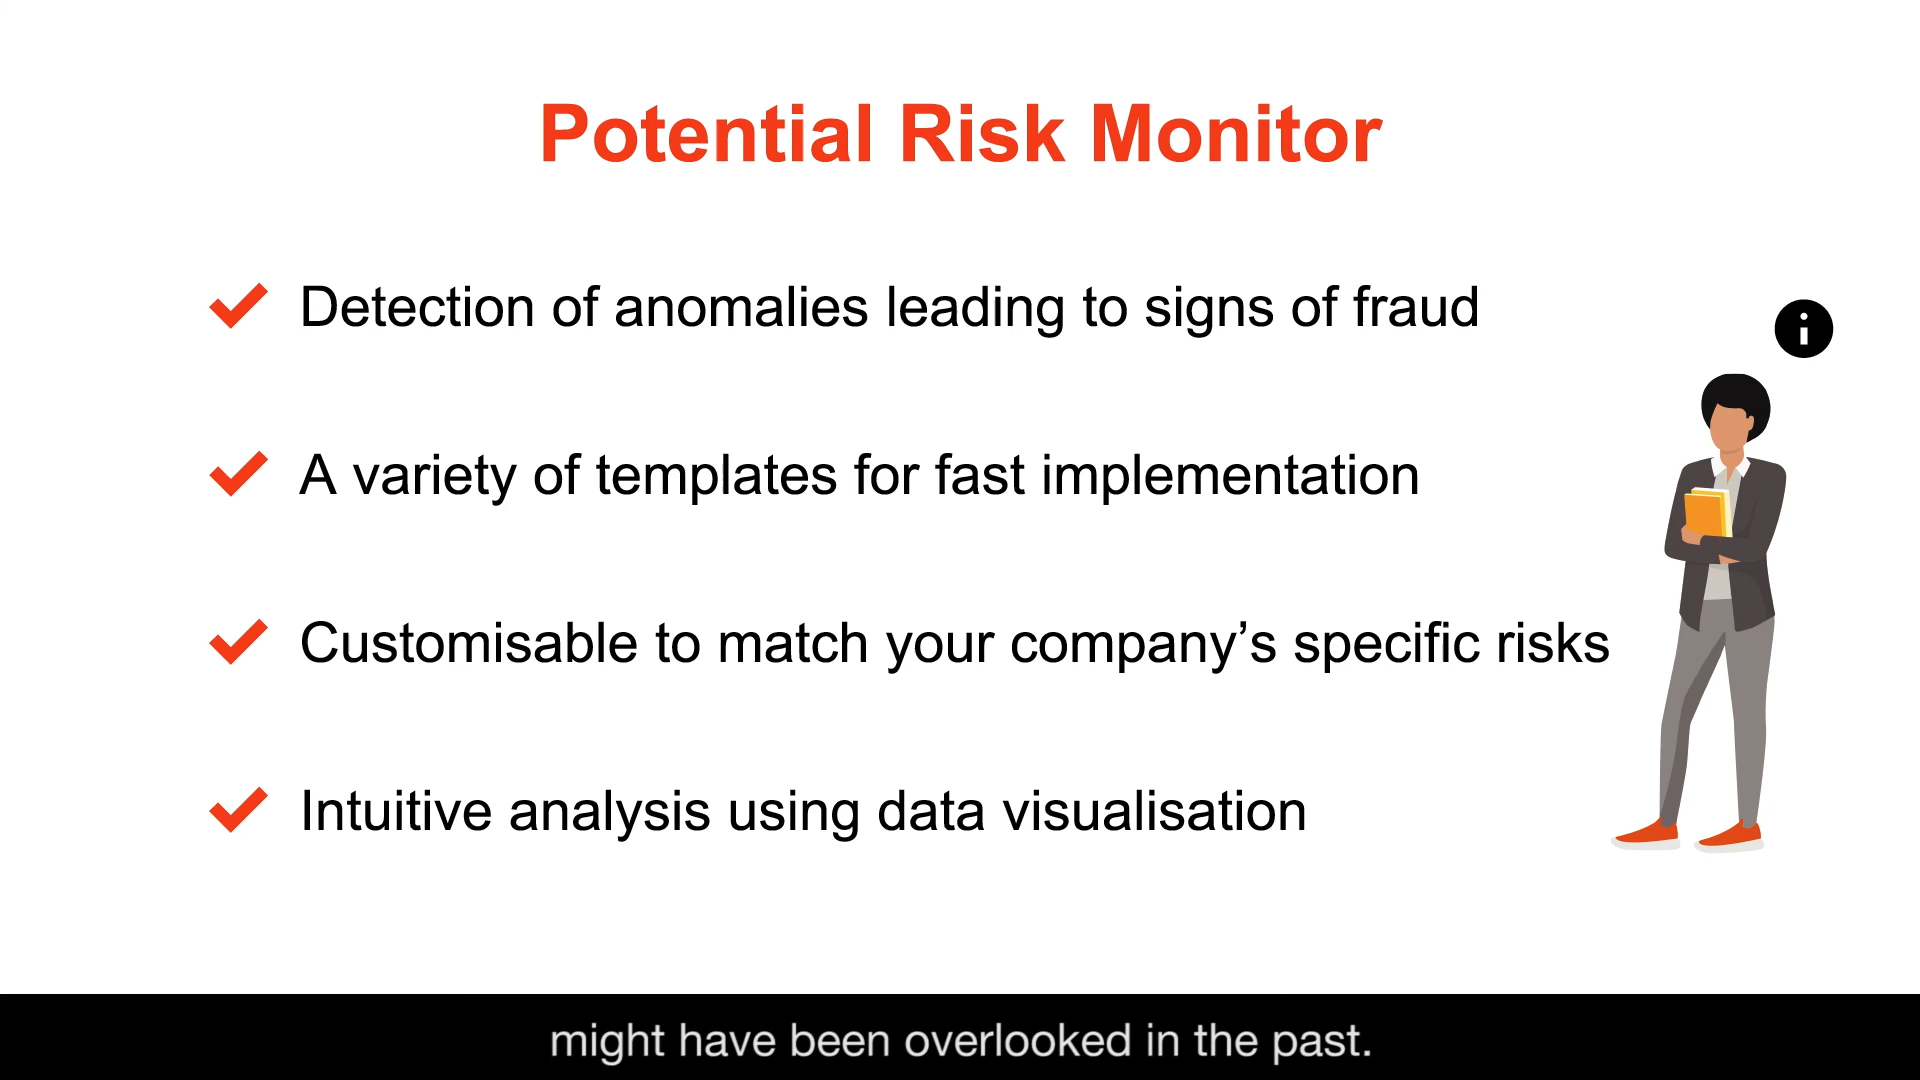 Potential Risk Monitor
Detection of anomalies leading to signs of fraud
A variety of templates for fast implementation
Customisable to match your company’s specific risks
Intuitive analysis using data visualisation
might have been overlooked in the past.